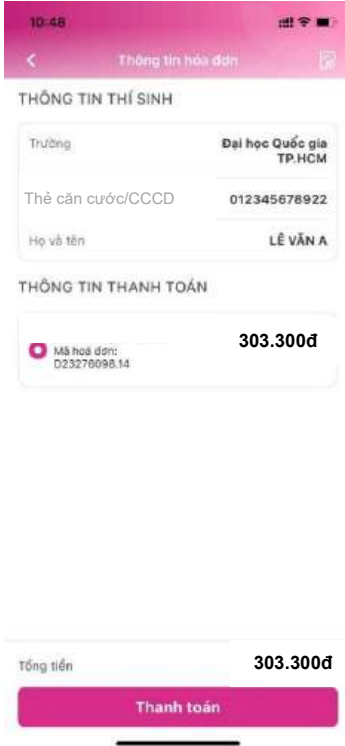 10:48
Thông tin hóa đơn
THÔNG TIN THÍ SINH
Trường
Đại học Quốc gia
TP.HCM
Thẻ căn cước/CCCD
012345678922
Họ và tên
LÊ VĂN A
THÔNG TIN THANH TOÁN
303.300đ
Mã hoá đơn:
D23276098.14
Tổng tiền
303.300đ
Thanh toán